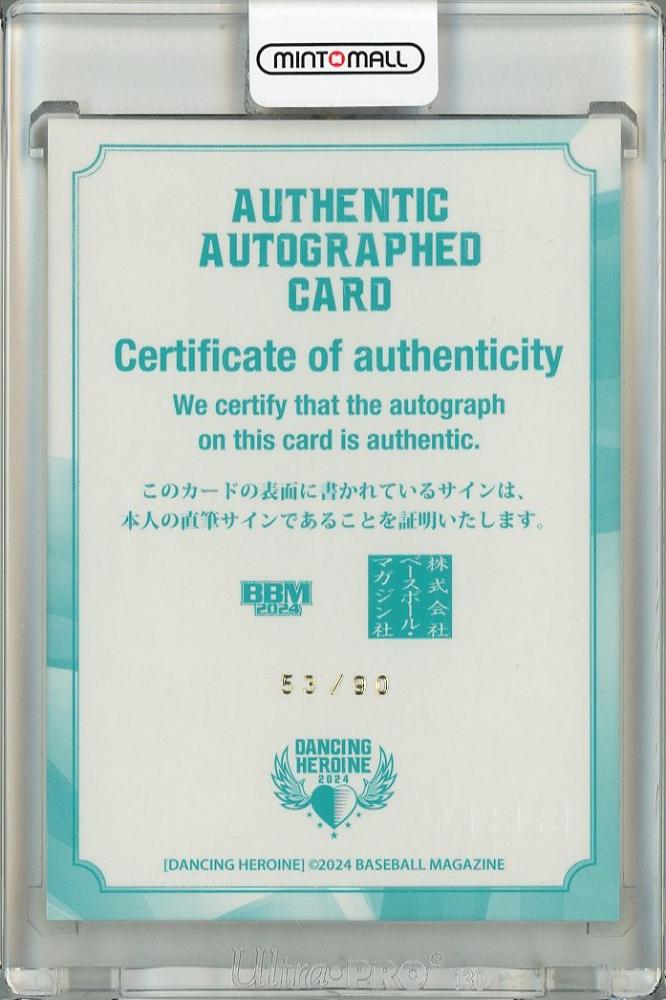 MINTOMALL
AUTHENTIC
AUTOGRAPHED
CARD
Certificate of authenticity
We certify that the autograph
on this card is authentic.
このカードの表面に書かれているサインは、
本人の直筆サインであることを証明いたします。
BBM
2024
株式会社
ベースボール・
マガジン社
53/90
DANCING
HEROINE
2024
[DANCING HEROINE] ©2024 BASEBALL MAGAZINE
Ultra·PRO® 130